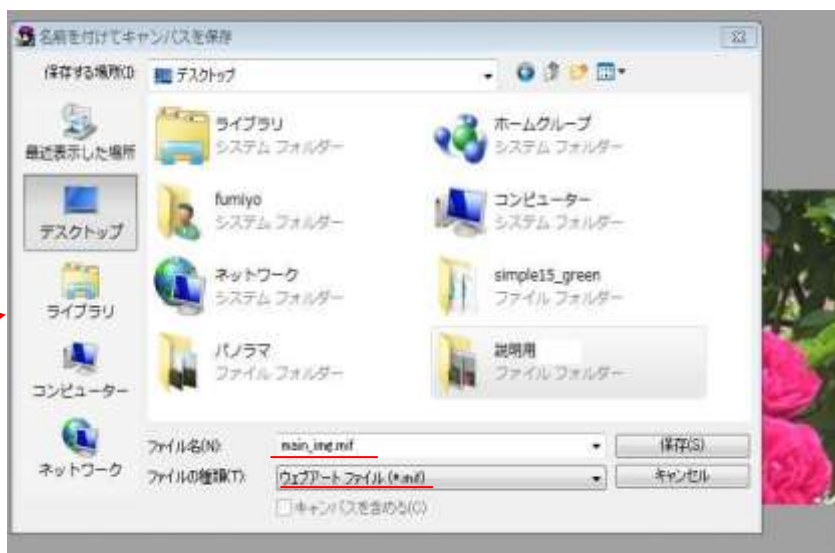 名前を付けてキャンバスを保存
保存する場所(I)
デスクトップ
最近表示した場所
デスクトップ
ライブラリ
コンピューター
ネットワーク
ライブラリ
システム フォルダー
ホームグループ
システム フォルダー
fumiyo
システム フォルダー
コンピューター
システム フォルダー
ネットワーク
システム フォルダー
simple15_green
ファイル フォルダー
パノラマ
ファイル フォルダー
説明用
ファイル フォルダー
ファイル名(N):
main_img.mif
保存(S)
ファイルの種類(T):
ウェブアート ファイル (*.mif)
キャンセル
キャンバスを含める(C)